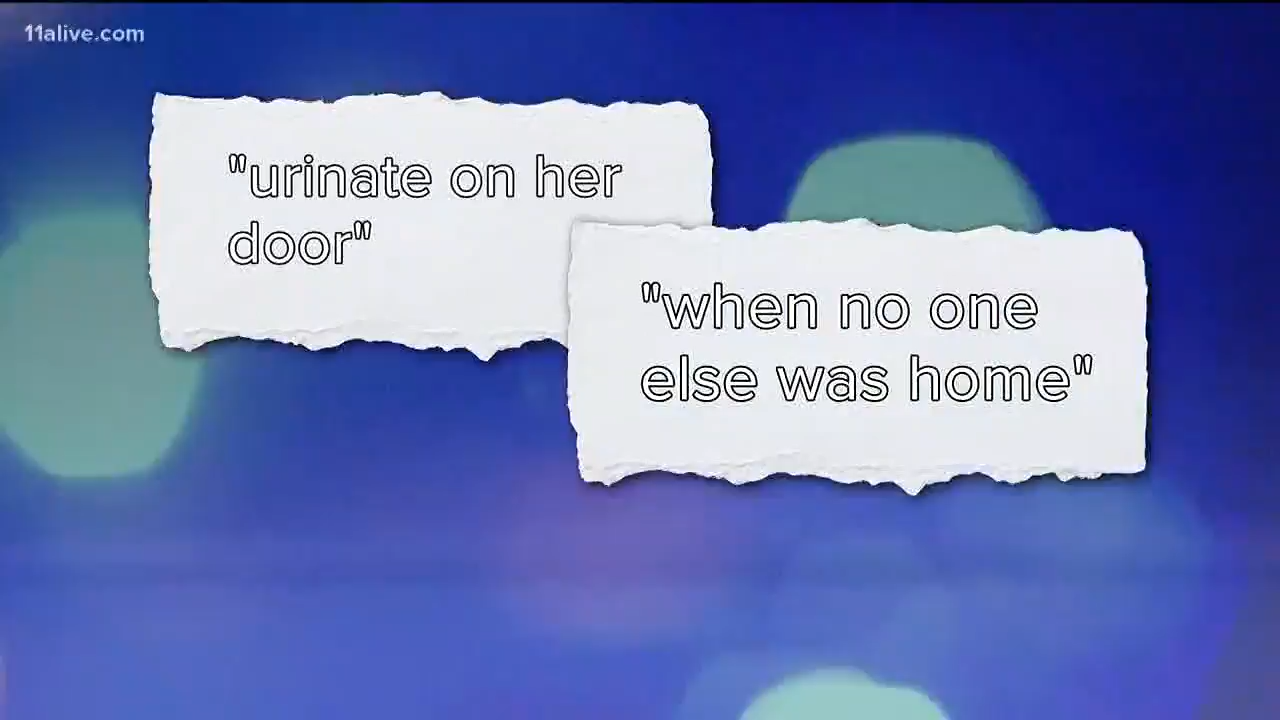 11alive.com
"urinate on her
door"
"when no one
else was home"